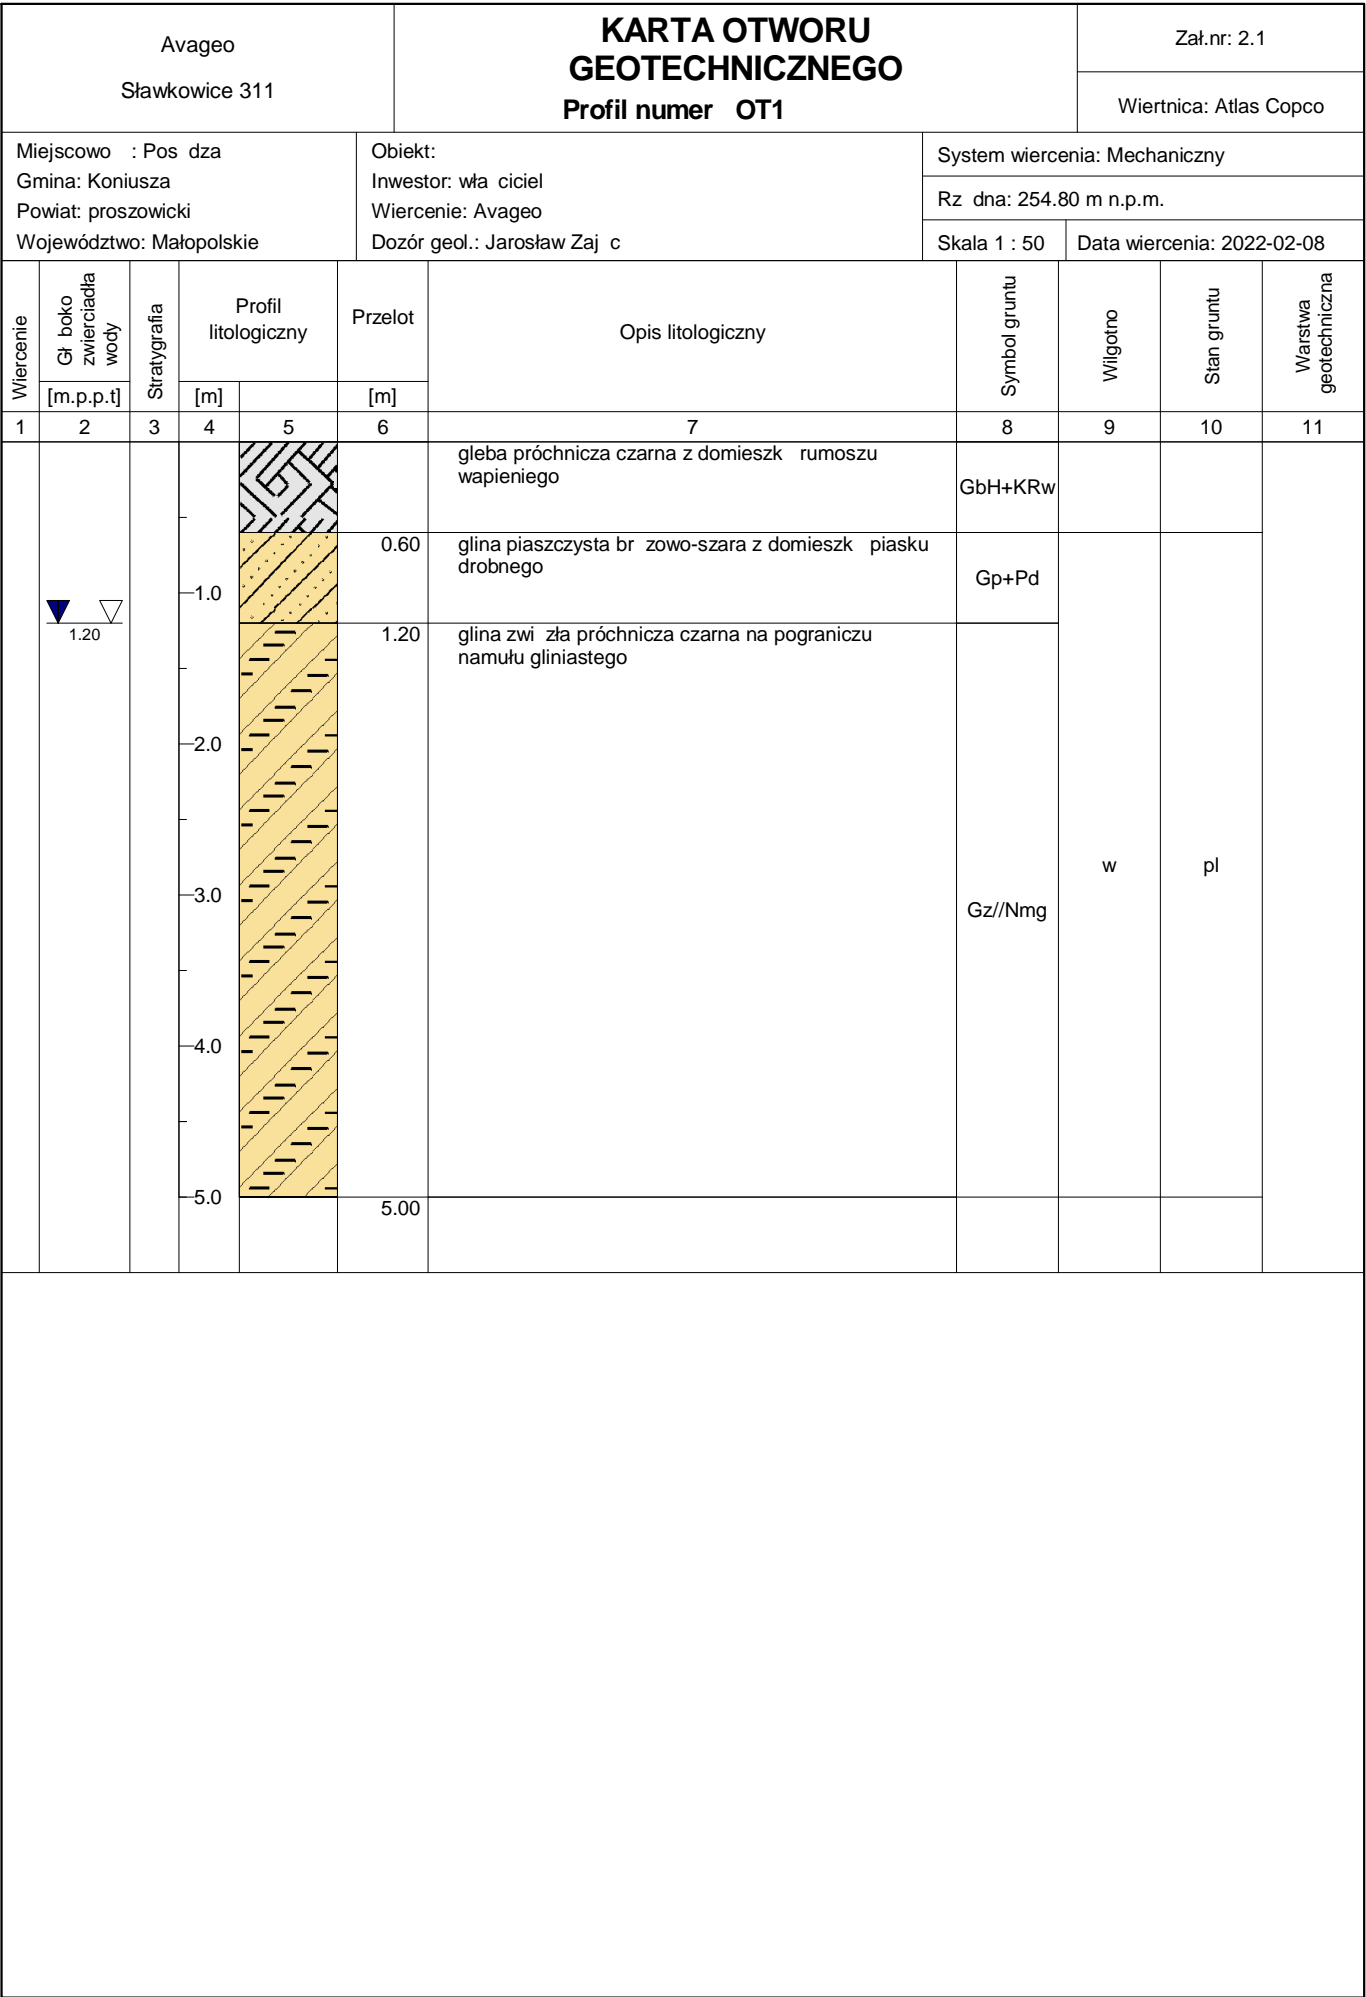 Avageo
Sławkowice 311
KARTA OTWORU
GEOTECHNICZNEGO
Profil numer OT1
Zał.nr: 2.1
Wiertnica: Atlas Copco
Miejscowo : Pos dza
Gmina: Koniusza
Powiat: proszowicki
Województwo: Małopolskie
Obiekt:
Inwestor: wła ciciel
Wiercenie: Avageo
Dozór geol.: Jarosław Zaj c
System wiercenia: Mechaniczny
Rz dna: 254.80 m n.p.m.
Skala 1 : 50
Data wiercenia: 2022-02-08
Wiercenie
Gł boko
zwierciadła
wody
[m.p.p.t]
Stratygrafia
Profil
litologiczny
[m]
Przelot
[m]
Opis litologiczny
Symbol gruntu
Wilgotno
Stan gruntu
Warstwa
geotechniczna
1 2 3 4 5 6 7 8 9 10 11
gleba próchnicza czarna z domieszk rumoszu
wapieniego
GbH+KRw
0.60
glina piaszczysta br zowo-szara z domieszk piasku
drobnego
Gp+Pd
1.0
1.20
1.20
glina zwi zła próchnicza czarna na pograniczu
namułu gliniastego
2.0
w
pl
3.0
Gz//Nmg
4.0
5.0
5.00